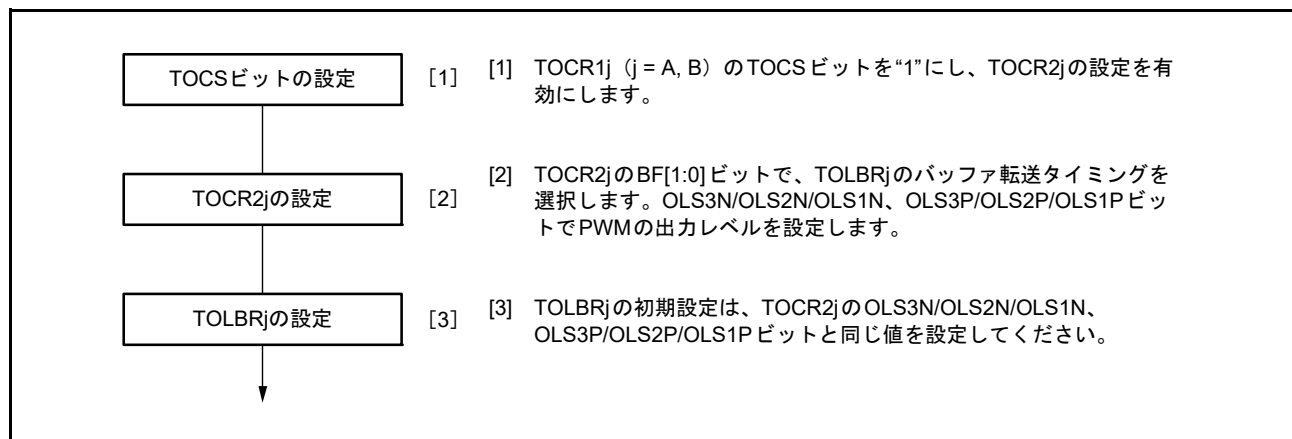 TOCSビットの設定
[1]
[1] TOCR1j（j = A, B）のTOCSビットを“1”にし、TOCR2jの設定を有
効にします。
TOCR2jの設定
[2]
[2] TOCR2jのBF[1:0]ビットで、TOLBRjのバッファ転送タイミングを
選択します。OLS3N/OLS2N/OLS1N、OLS3P/OLS2P/OLS1Pビッ
トでPWMの出力レベルを設定します。
TOLBRjの設定
[3]
[3] TOLBRjの初期設定は、TOCR2jのOLS3N/OLS2N/OLS1N、
OLS3P/OLS2P/OLS1Pビットと同じ値を設定してください。